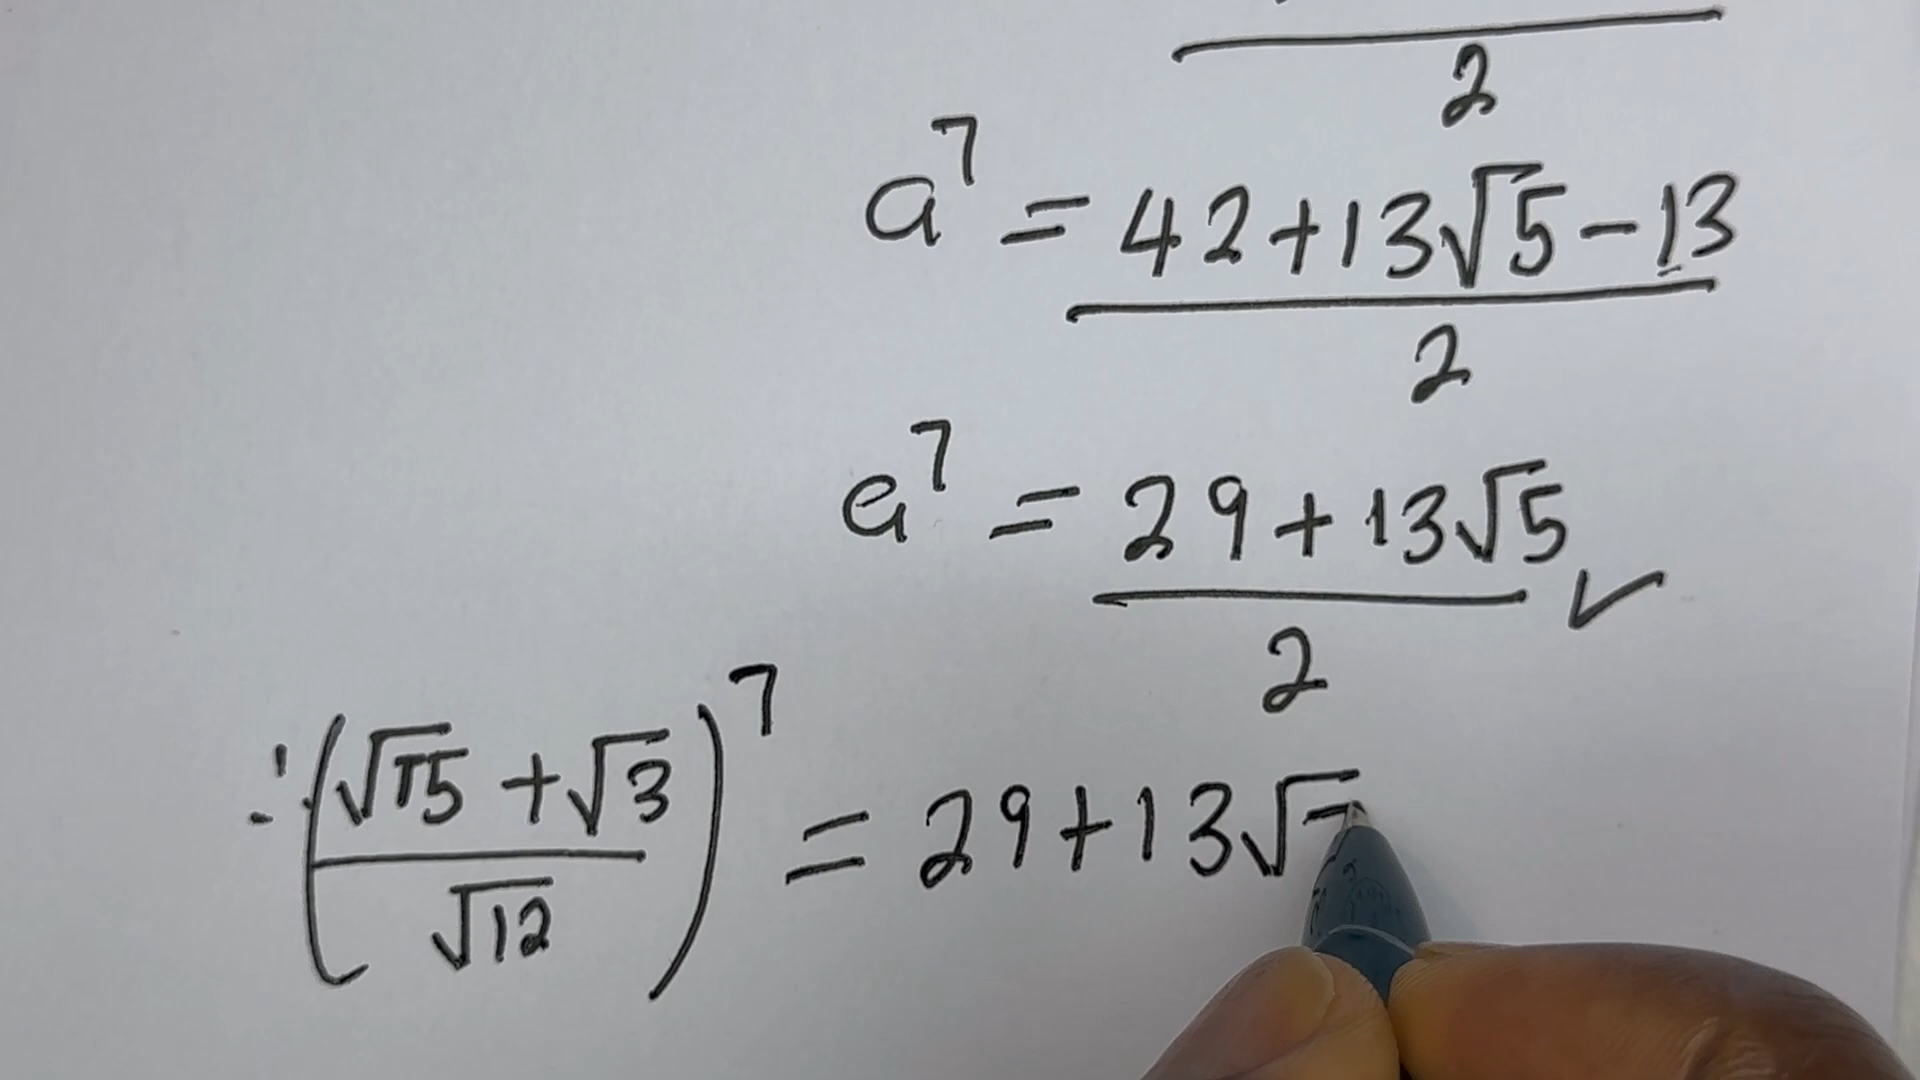 2
a⁷ = 42+13√5-13
2
a⁷ = 29+13√5 ✓
2
∴ (√15 +√3)⁷ = 29+13√
√12